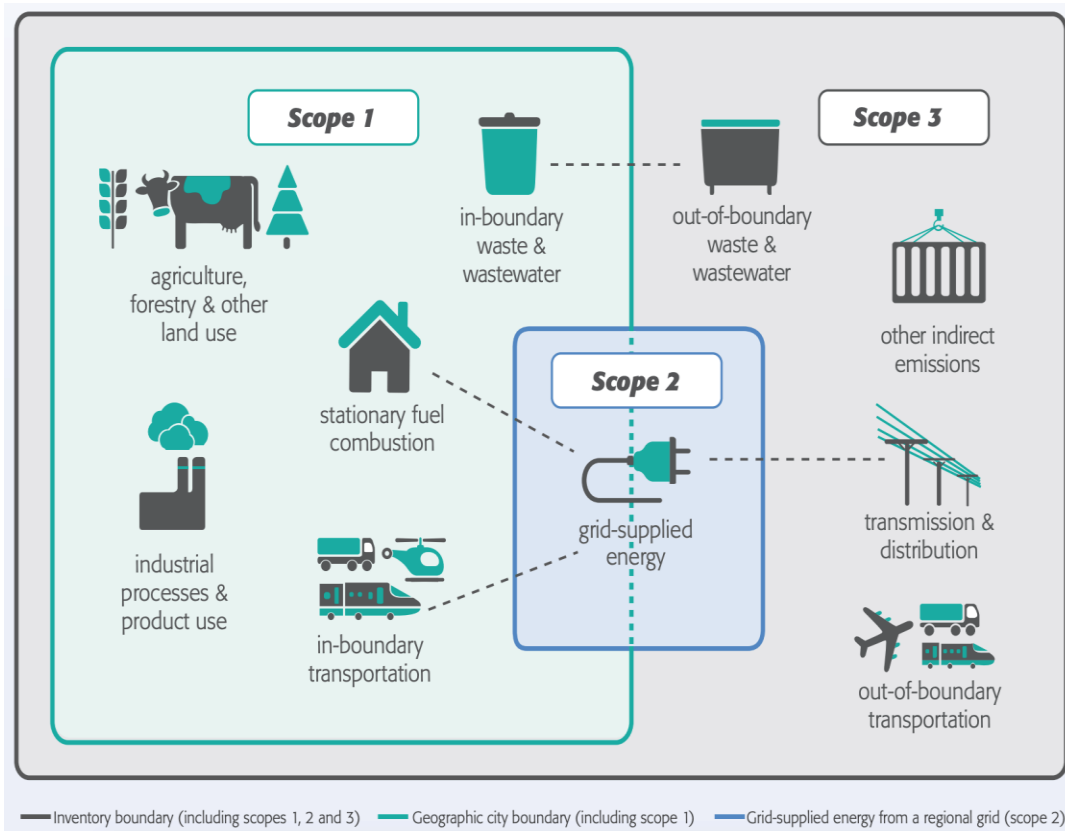 Scope 1
Scope 3
in-boundary
waste &
wastewater
out-of-boundary
waste &
wastewater
agriculture,
forestry & other
land use
other indirect
emissions
Scope 2
stationary fuel
combustion
grid-supplied
energy
transmission &
distribution
industrial
processes &
product use
in-boundary
transportation
out-of-boundary
transportation
Inventory boundary (including scopes 1, 2 and 3)
Geographic city boundary (including scope 1)
Grid-supplied energy from a regional grid (scope 2)